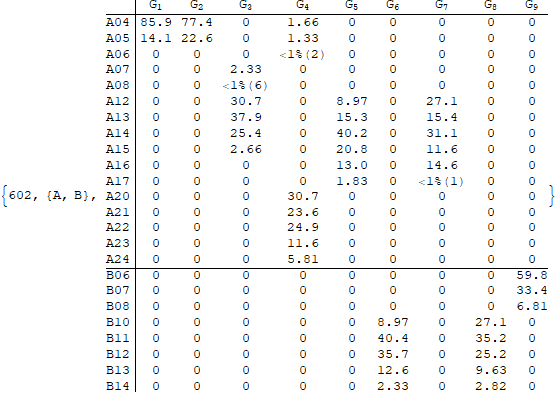 G₁ G₂ G₃ G₄ G₅ G₆ G₇ G₈ G₉
A04 85.9 77.4 0 1.66 0 0 0 0 0
A05 14.1 22.6 0 1.33 0 0 0 0 0
A06 0 0 0 <1%(2) 0 0 0 0 0
A07 0 0 2.33 0 0 0 0 0 0
A08 0 0 <1%(6) 0 0 0 0 0 0
A12 0 0 30.7 0 8.97 0 27.1 0 0
A13 0 0 37.9 0 15.3 0 15.4 0 0
A14 0 0 25.4 0 40.2 0 31.1 0 0
A15 0 0 2.66 0 20.8 0 11.6 0 0
A16 0 0 0 0 13.0 0 14.6 0 0
A17 0 0 0 0 1.83 0 <1%(1) 0 0
{602, {A, B}, A20 0 0 0 30.7 0 0 0 0 0 }
A21 0 0 0 23.6 0 0 0 0 0
A22 0 0 0 24.9 0 0 0 0 0
A23 0 0 0 11.6 0 0 0 0 0
A24 0 0 0 5.81 0 0 0 0 0
B06 0 0 0 0 0 0 0 0 59.8
B07 0 0 0 0 0 0 0 0 33.4
B08 0 0 0 0 0 0 0 0 6.81
B10 0 0 0 0 0 8.97 0 27.1 0
B11 0 0 0 0 0 40.4 0 35.2 0
B12 0 0 0 0 0 35.7 0 25.2 0
B13 0 0 0 0 0 12.6 0 9.63 0
B14 0 0 0 0 0 2.33 0 2.82 0